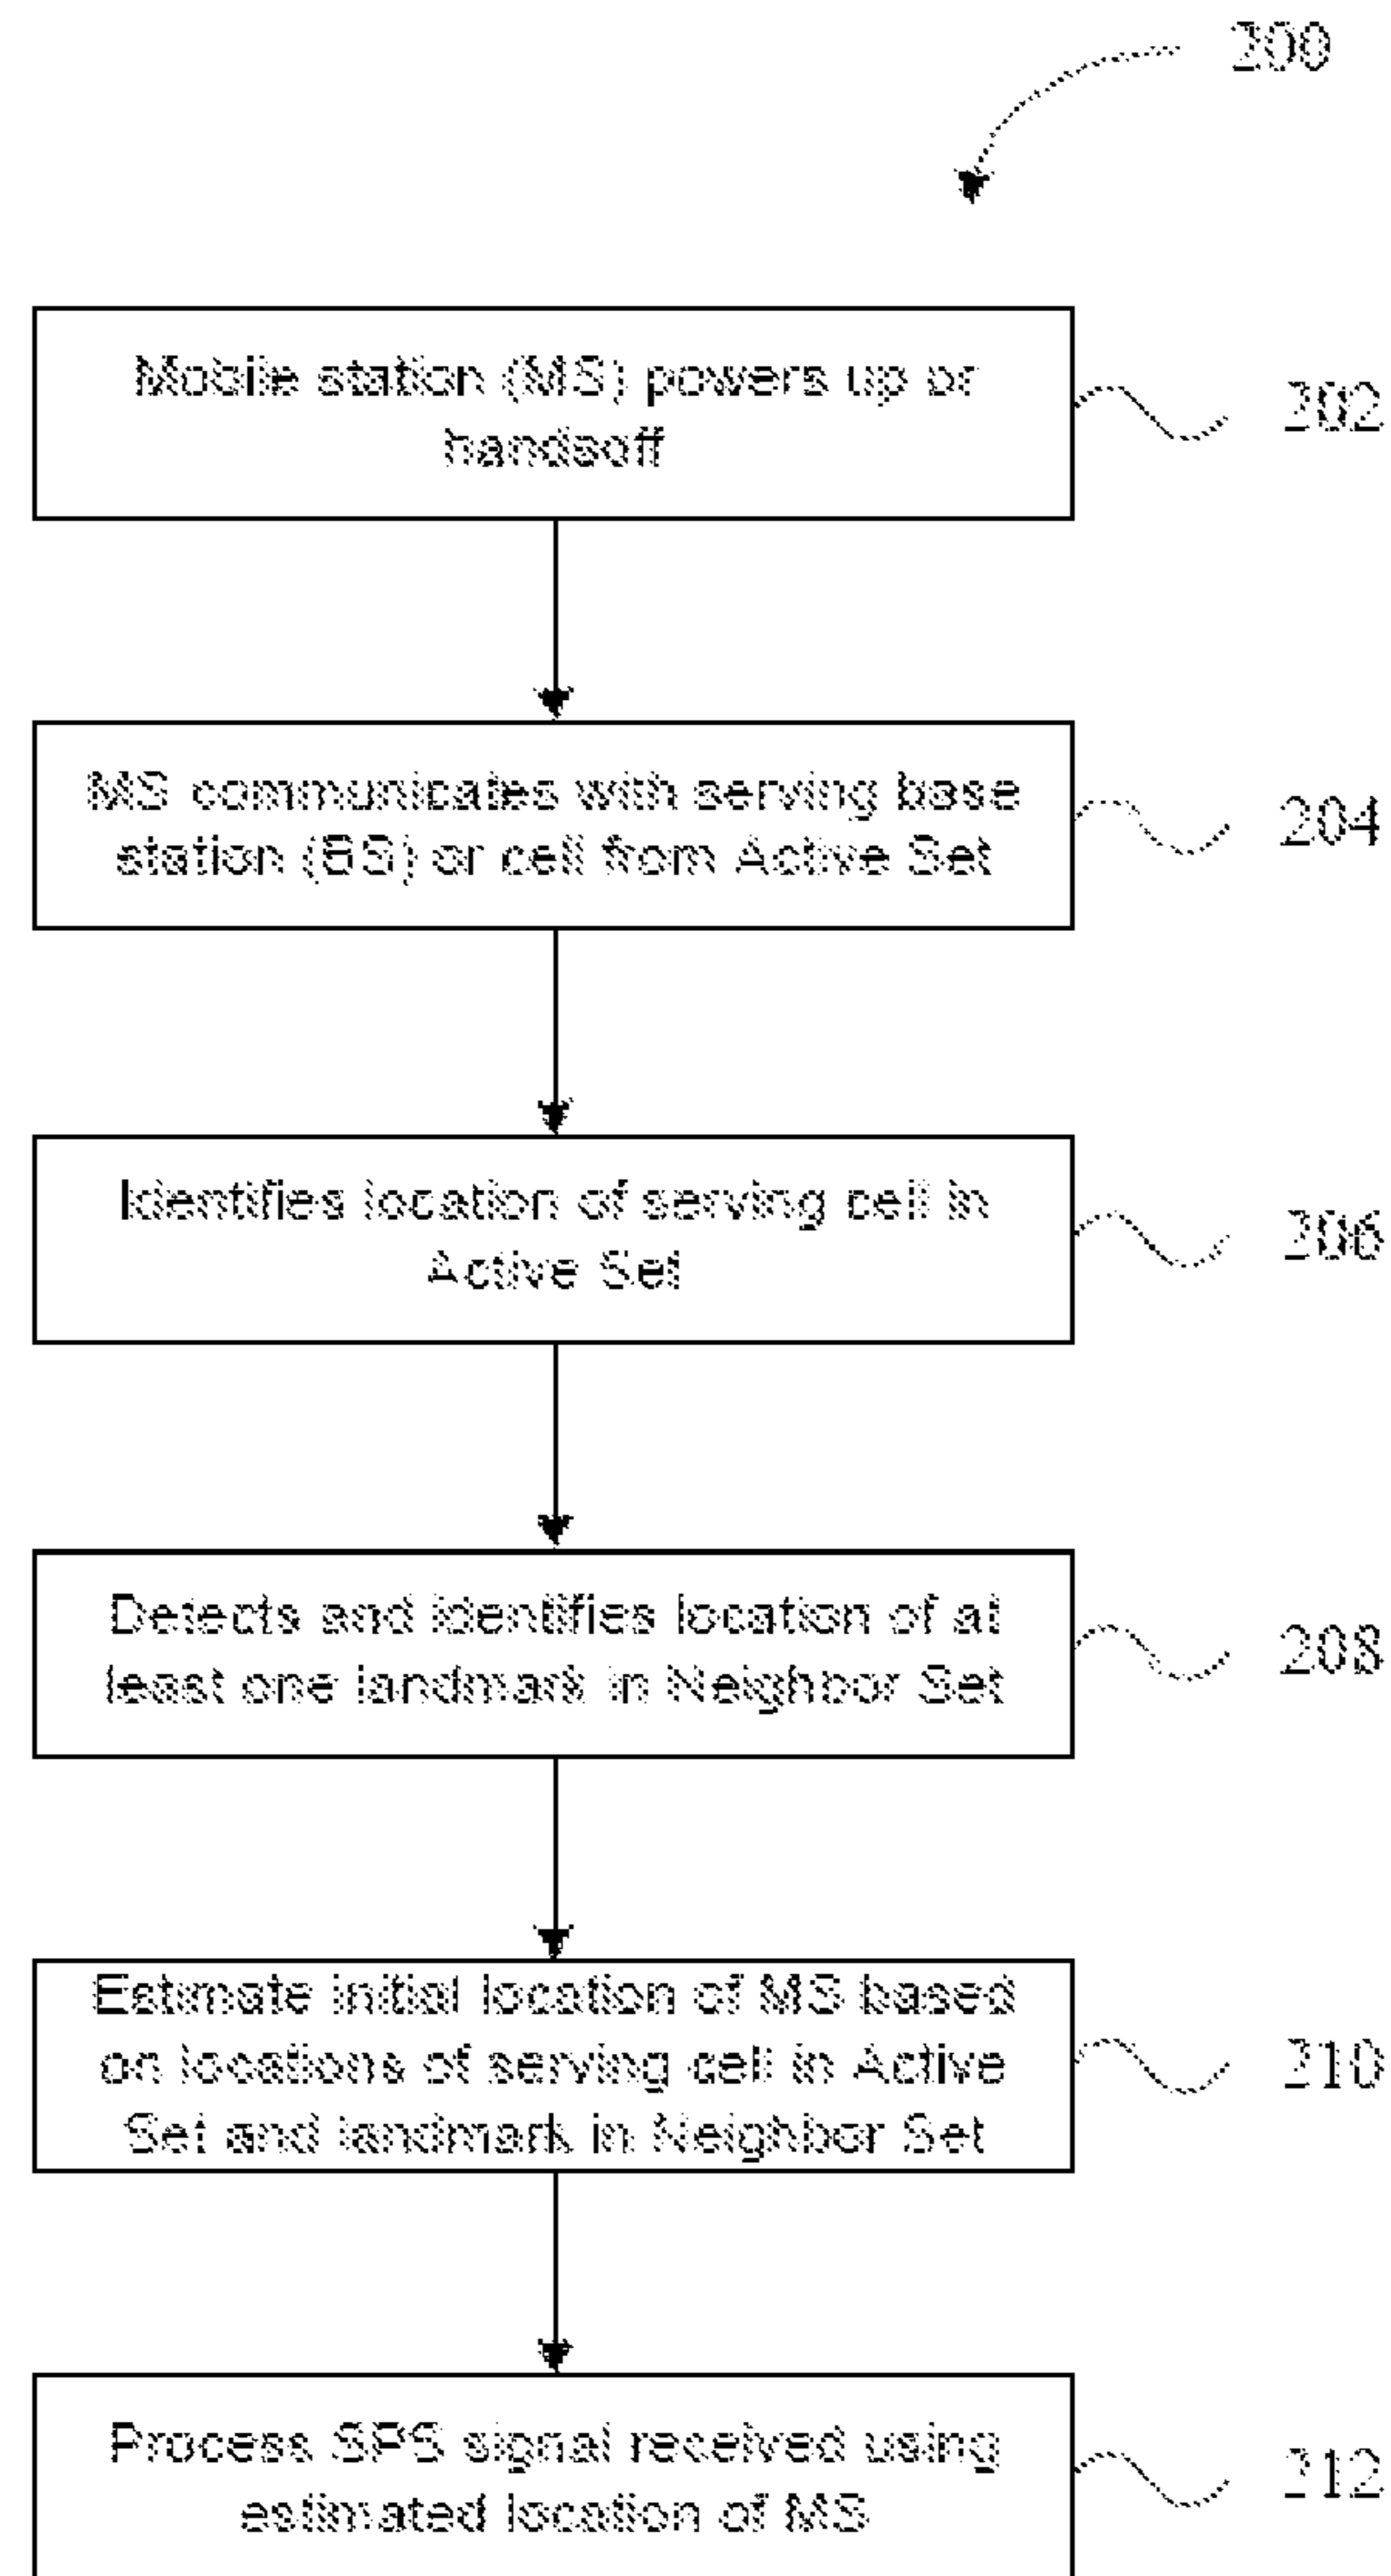 200
Mobile station (MS) powers up or
handsoff
202
MS communicates with serving base
station (BS) or cell from Active Set
204
Identifies location of serving cell in
Active Set
206
Detects and identifies location of at
least one landmark in Neighbor Set
208
Estimate initial location of MS based
on locations of serving cell in Active
Set and landmark in Neighbor Set
210
Process SPS signal received using
estimated location of MS
212